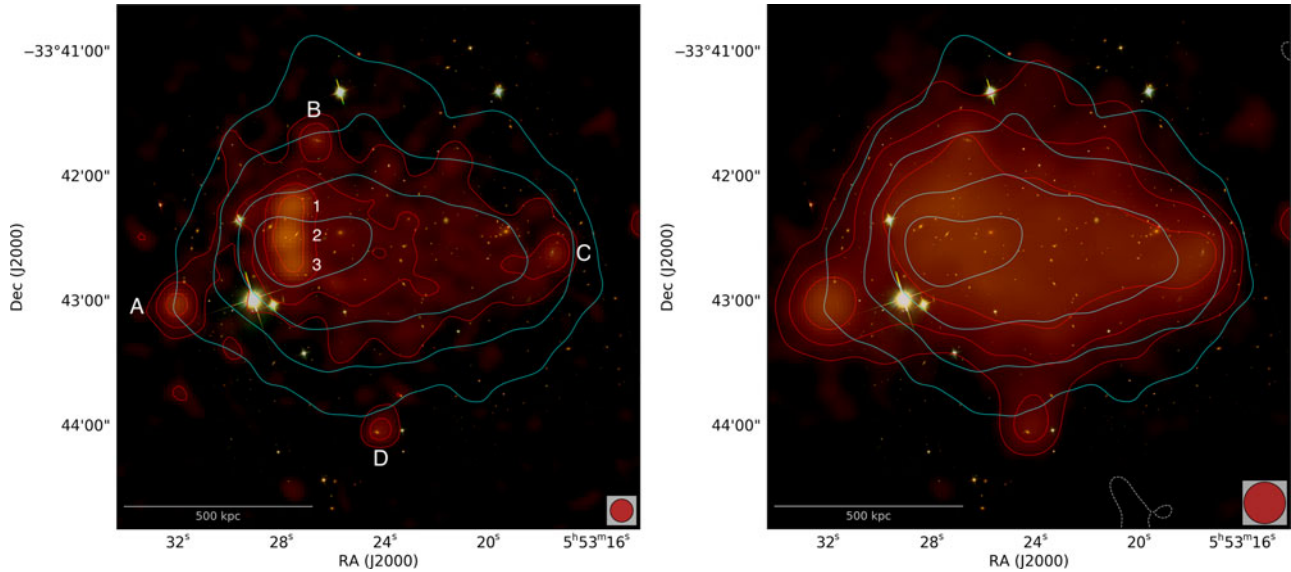 −33°41'00"
42'00"
43'00"
44'00"
Dec (J2000)
B
1
2
3
A
C
D
500 kpc
32ˢ
28ˢ
24ˢ
20ˢ
5ʰ53ᵐ16ˢ
RA (J2000)
−33°41'00"
42'00"
43'00"
44'00"
Dec (J2000)
500 kpc
32ˢ
28ˢ
24ˢ
20ˢ
5ʰ53ᵐ16ˢ
RA (J2000)